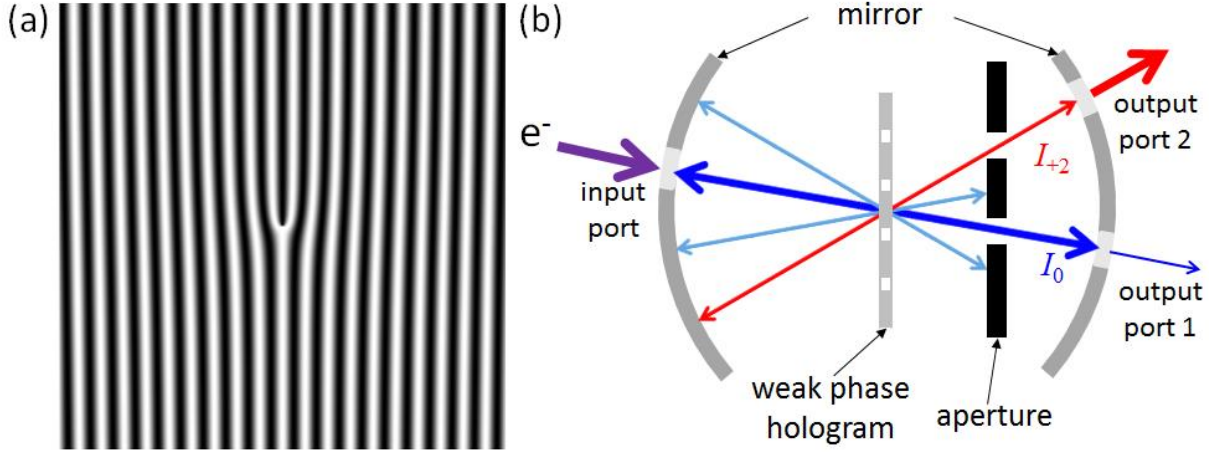 (a)
(b)
mirror
e-
input
port
output
port 2
I+2
I0
output
port 1
weak phase
hologram
aperture